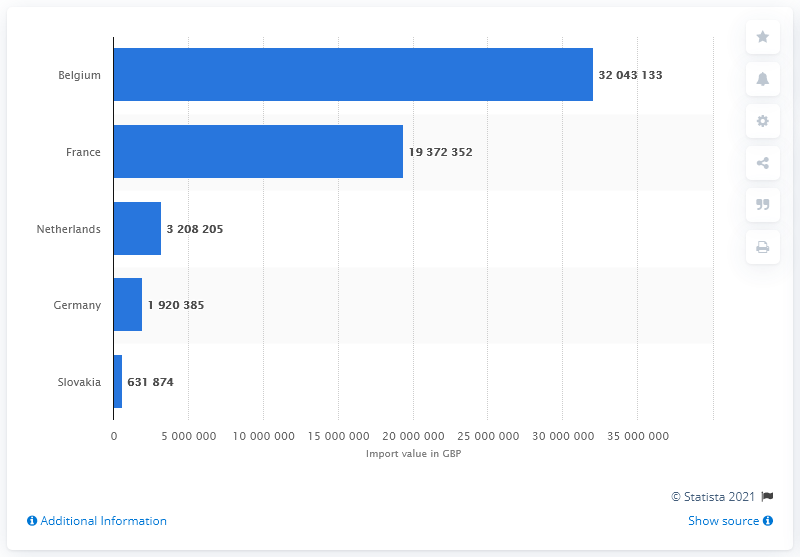 Belgium 32 043 133
France 19 372 352
Netherlands 3 208 205
Germany 1 920 385
Slovakia 631 874
0 5 000 000 10 000 000 15 000 000 20 000 000 25 000 000 30 000 000 35 000 000
Import value in GBP
© Statista 2021
Additional Information Show source